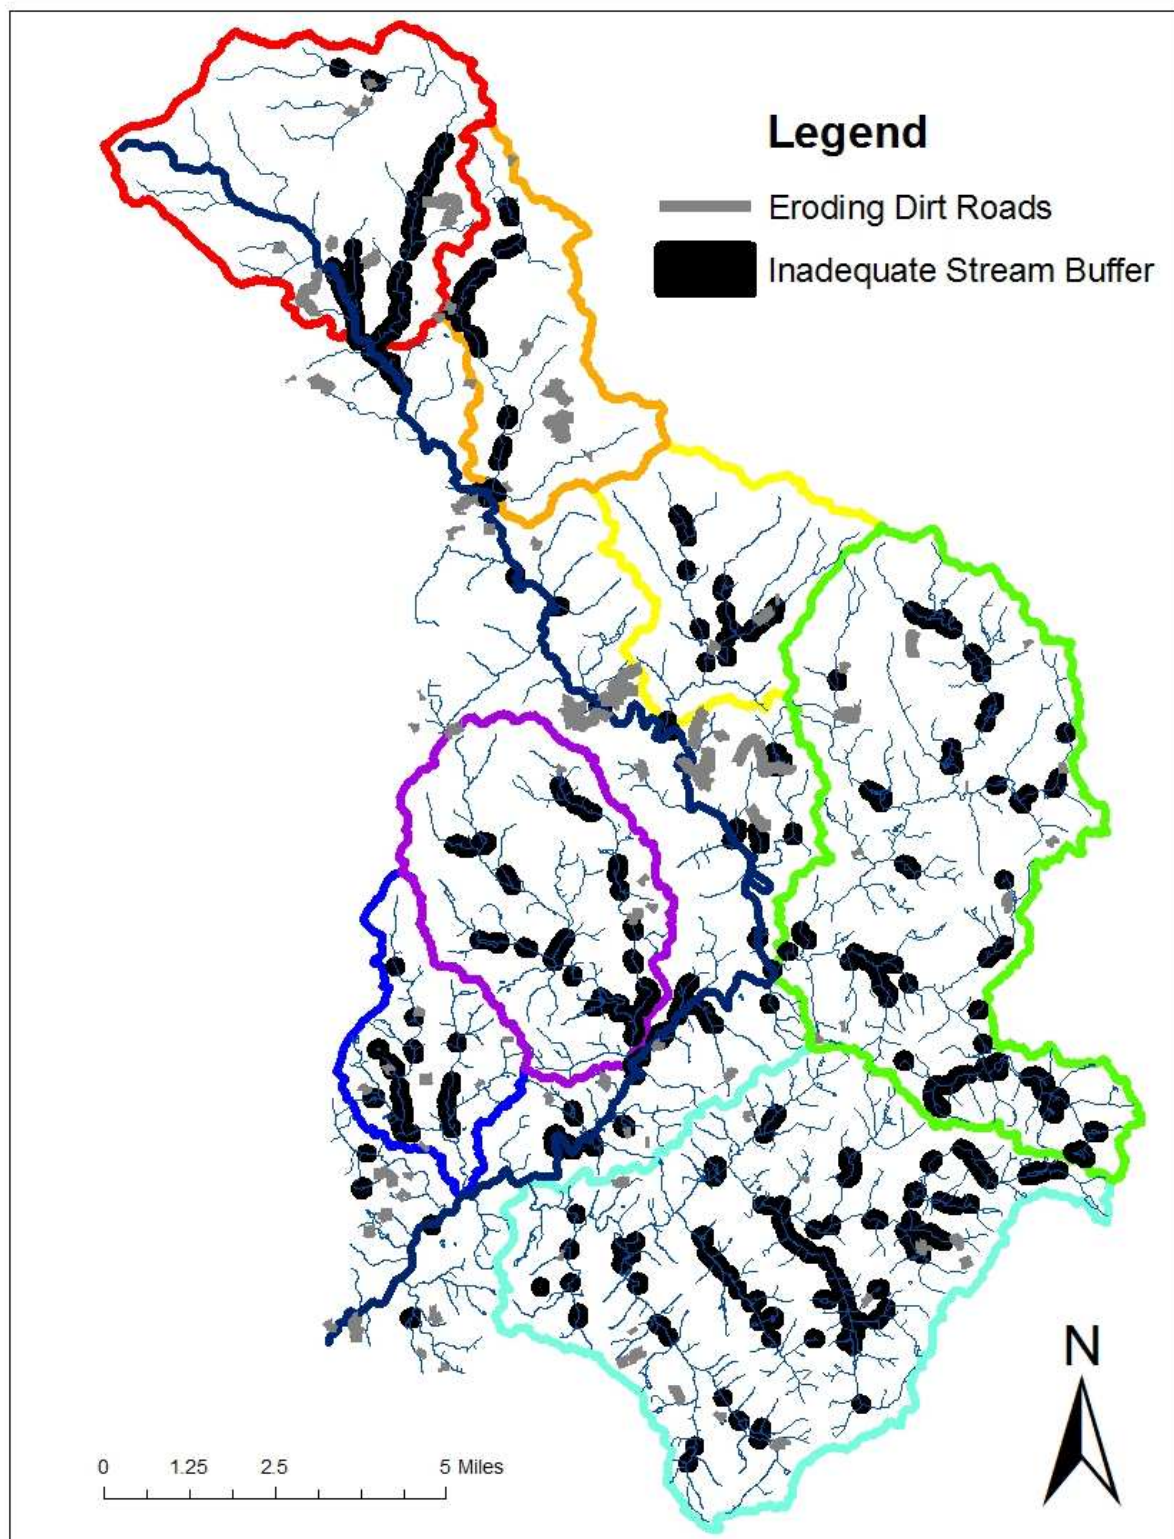 Legend
Eroding Dirt Roads
Inadequate Stream Buffer
N
0 1.25 2.5 5 Miles